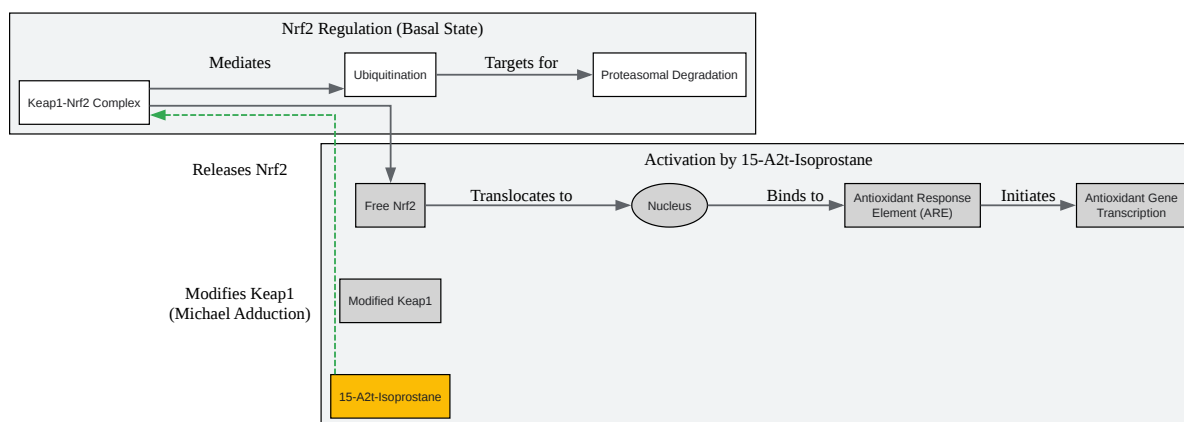 Nrf2 Regulation (Basal State)
Mediates
Ubiquitination
Targets for
Proteasomal Degradation
Keap1-Nrf2 Complex
Activation by 15-A2t-Isoprostane
Releases Nrf2
Free Nrf2
Translocates to
Nucleus
Binds to
Antioxidant Response
Element (ARE)
Initiates
Antioxidant Gene
Transcription
Modifies Keap1
(Michael Adduction)
Modified Keap1
15-A2t-Isoprostane